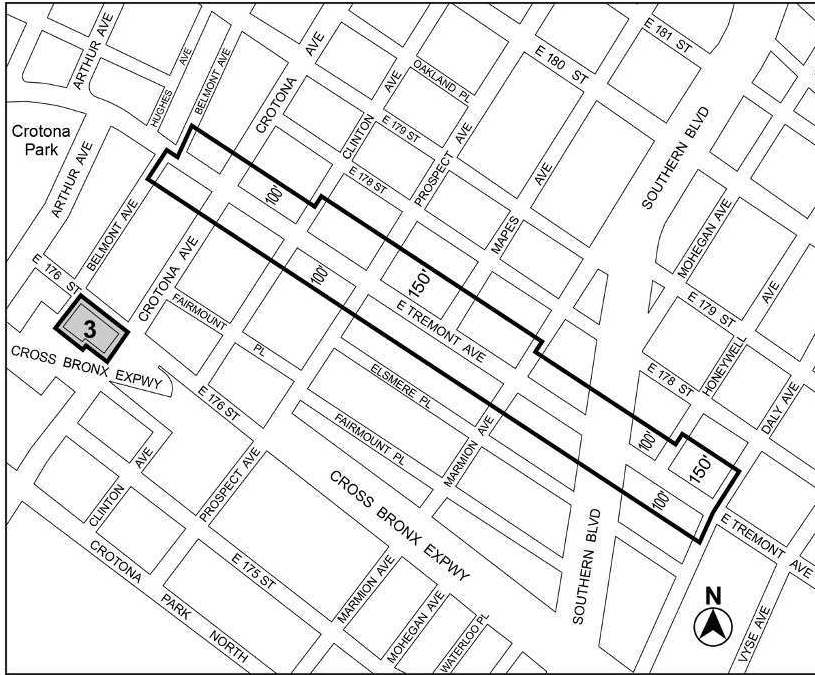 E 181 ST
ARTHUR AVE
AVE
AVE
BELMONT AVE
E 180 ST
OAKLAND PL
AVE
HUGHES
CROTONA
SOUTHERN BLVD
Crotona
Park
CLINTON
E 179 ST
AVE
ARTHUR AVE
PROSPECT
E 178 ST
AVE
100'
BELMONT AVE
MAPES
MOHEGAN AVE
CROTONA AVE
100'
150'
E 176 ST
AVE
E 179 ST
FAIRMOUNT
PL
E TREMONT AVE
3
HONEYWELL
CROSS BRONX EXPWY
ELSMERE PL
E 178 ST
DALY AVE
E 176 ST
FAIRMOUNT PL
MARMION AVE
100'
150'
AVE
PROSPECT AVE
CLINTON
CROSS BRONX EXPWY
100'
E TREMONT AVE
SOUTHERN BLVD
CROTONA
PARK
NORTH
E 175 ST
MARMION AVE
MOHEGAN AVE
WATERLOO PL
N
VYSE AVE